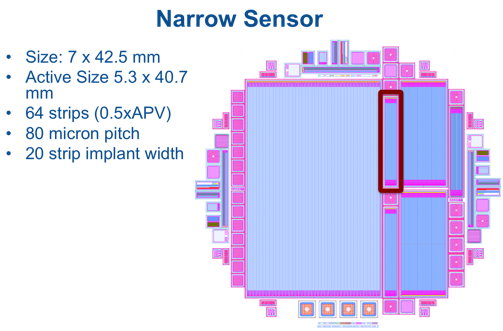 Narrow Sensor
• Size: 7 x 42.5 mm
• Active Size 5.3 x 40.7
mm
• 64 strips (0.5xAPV)
• 80 micron pitch
• 20 strip implant width